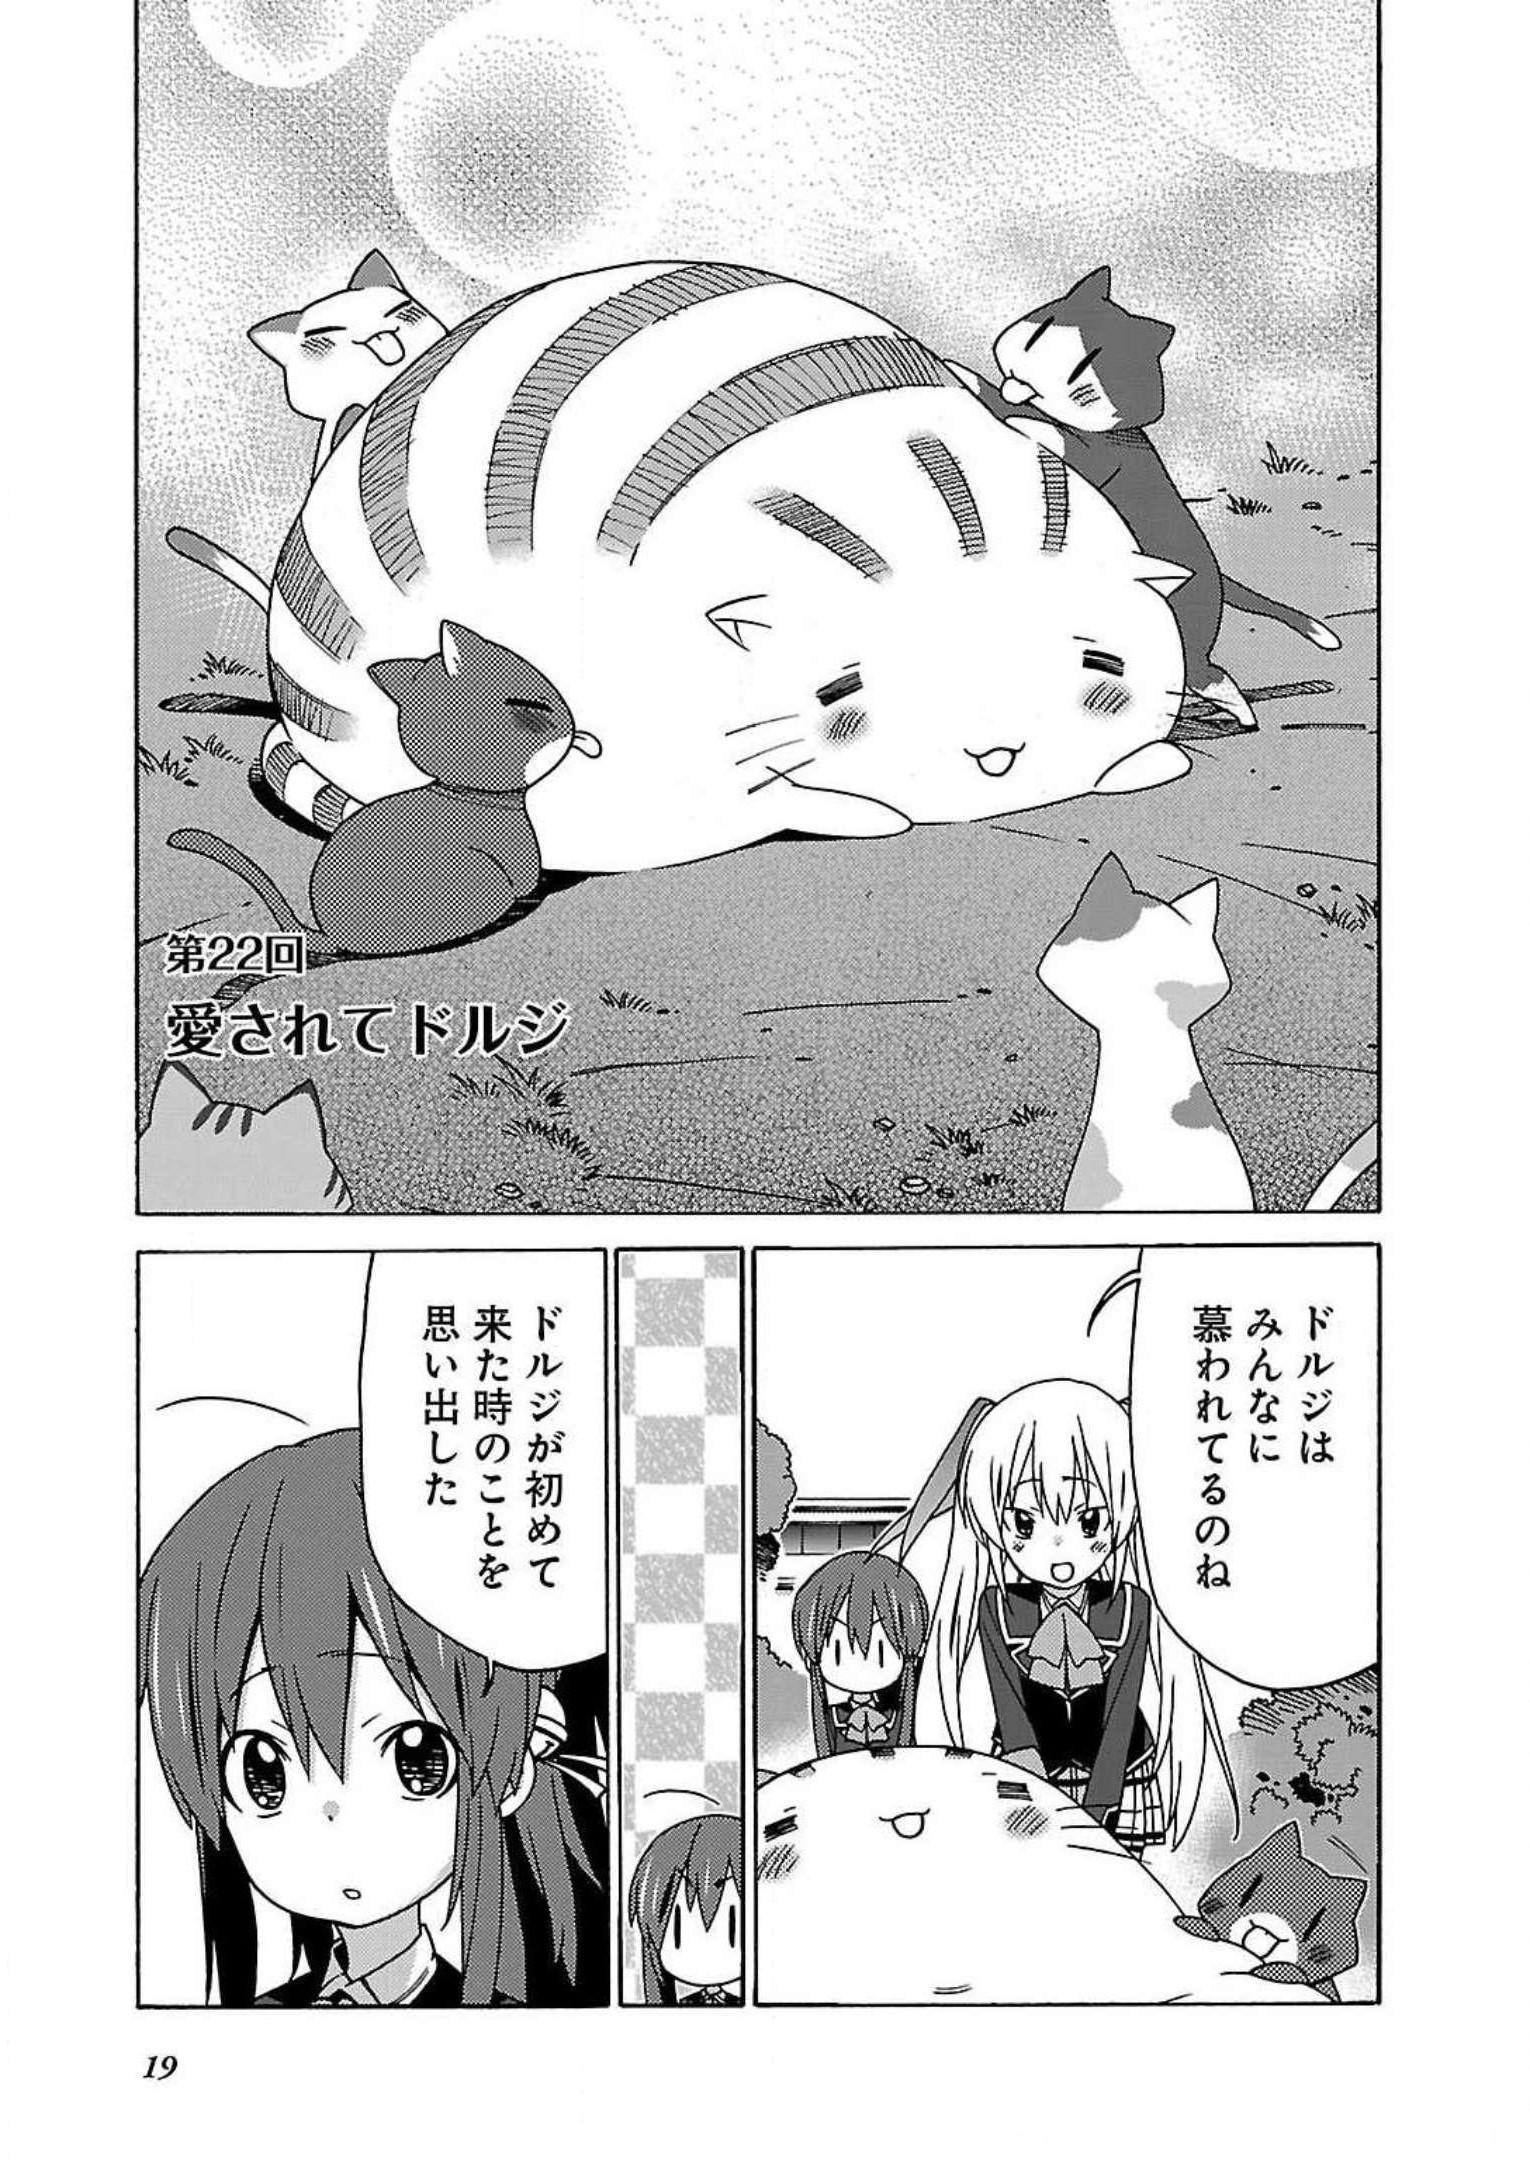 第22回
愛されてドルジ
ドルジは
みんなに
慕われてるのね
ドルジが初めて
来た時のことを
思い出した
19